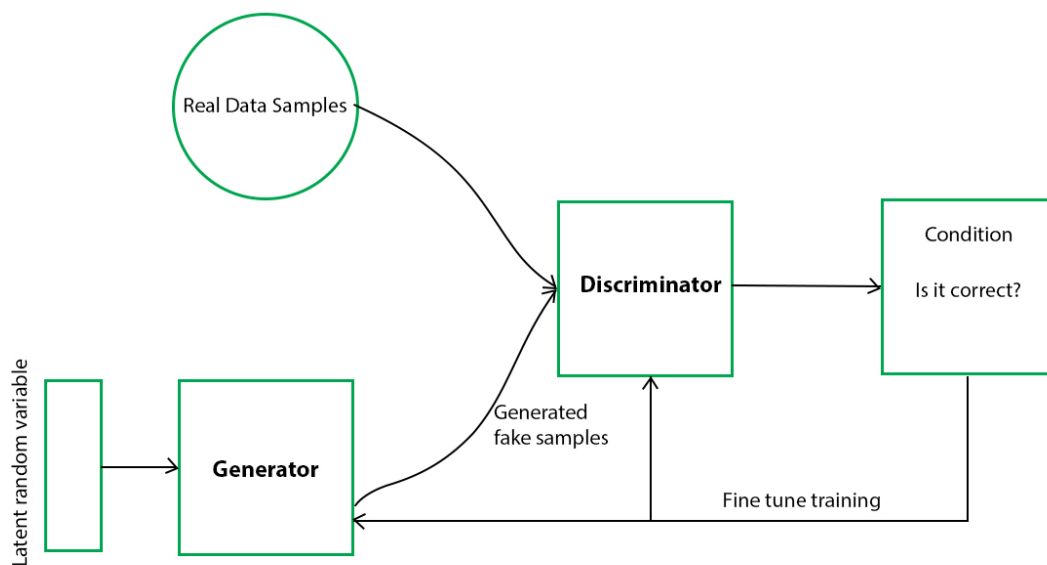 Real Data Samples
Condition
Is it correct?
Discriminator
Latent random variable
Generator
Generated
fake samples
Fine tune training